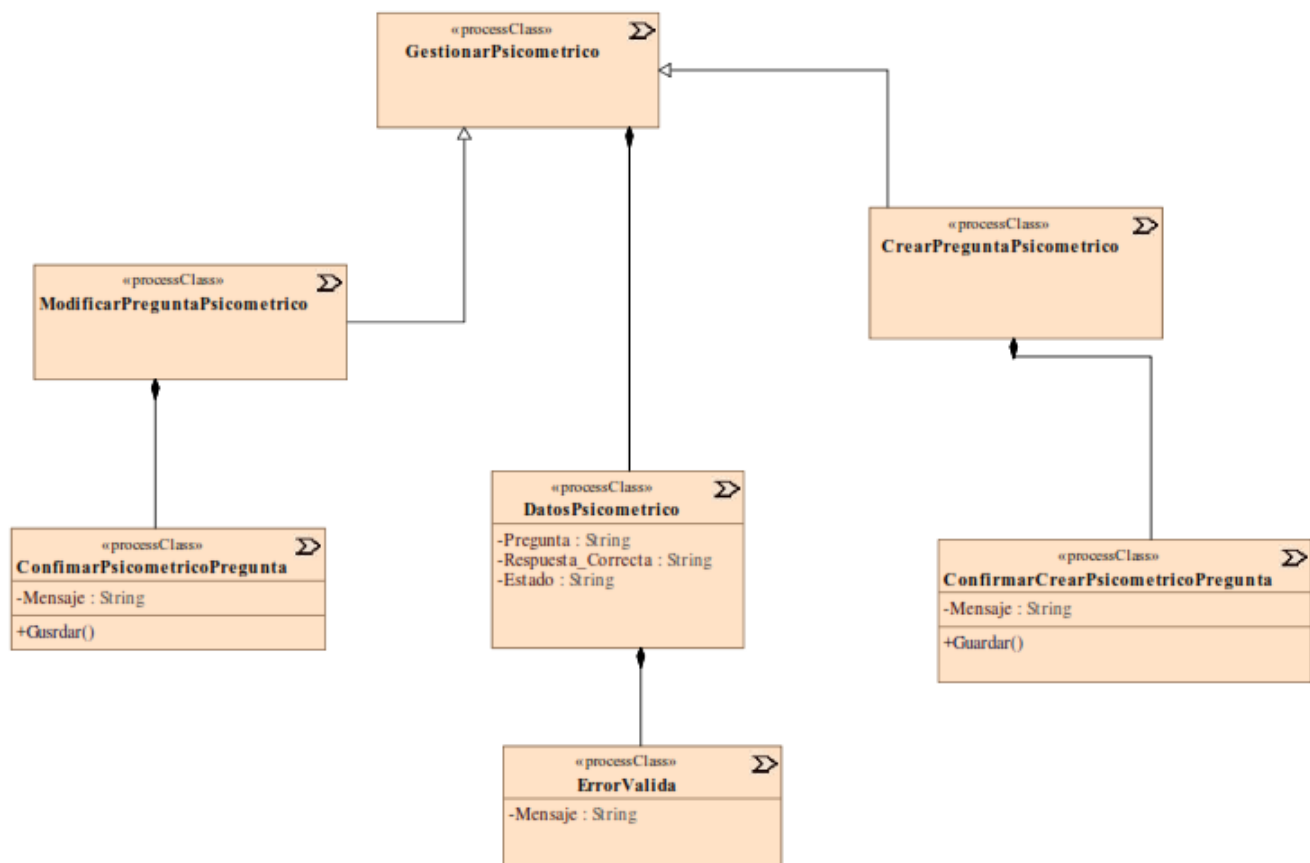 «processClass»
GestionarPsicometrico
«processClass»
CrearPreguntaPsicometrico
«processClass»
ModificarPreguntaPsicometrico
«processClass»
DatosPsicometrico
-Pregunta : String
-Respuesta_Correcta : String
-Estado : String
«processClass»
ConfimarPsicometricoPregunta
-Mensaje : String
+Gusrdar()
«processClass»
ConfirmarCrearPsicometricoPregunta
-Mensaje : String
+Guardar()
«processClass»
ErrorValida
-Mensaje : String